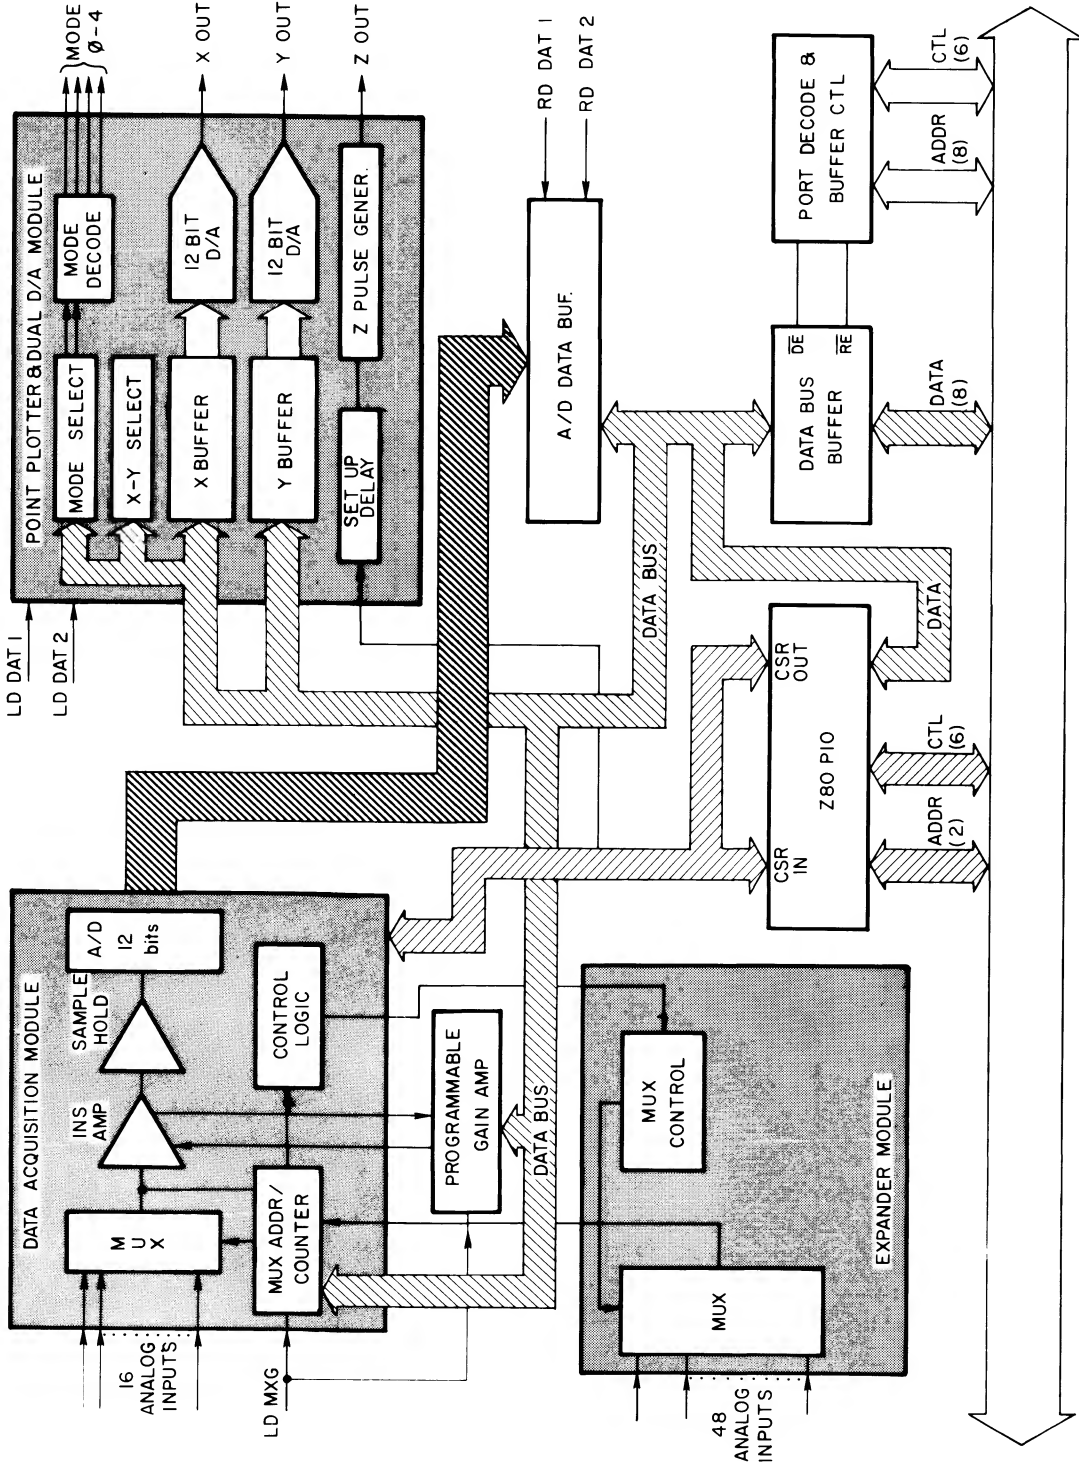 DATA ACQUISITION MODULE
16
ANALOG
INPUTS
M
U
X
INS
AMP
SAMPLE
HOLD
A/D
12
bits
MUX ADDR/
COUNTER
CONTROL
LOGIC
LD MXG
PROGRAMMABLE
GAIN AMP
DATA BUS
48
ANALOG
INPUTS
MUX
MUX
CONTROL
EXPANDER MODULE
LD DAT 1
LD DAT 2
POINT PLOTTER & DUAL D/A MODULE
MODE SELECT
MODE
DECODE
X-Y SELECT
X BUFFER
12 BIT
D/A
Y BUFFER
12 BIT
D/A
SET UP
DELAY
Z PULSE GENER.
MODE
Ø-4
X OUT
Y OUT
Z OUT
A/D DATA BUF.
RD DAT 1
RD DAT 2
DATA BUS
CSR
IN
CSR
OUT
Z80 PIO
ADDR
(2)
CTL
(6)
DATA
DATA BUS
BUFFER
DE
RE
DATA
(8)
PORT DECODE &
BUFFER CTL
ADDR
(8)
CTL
(6)